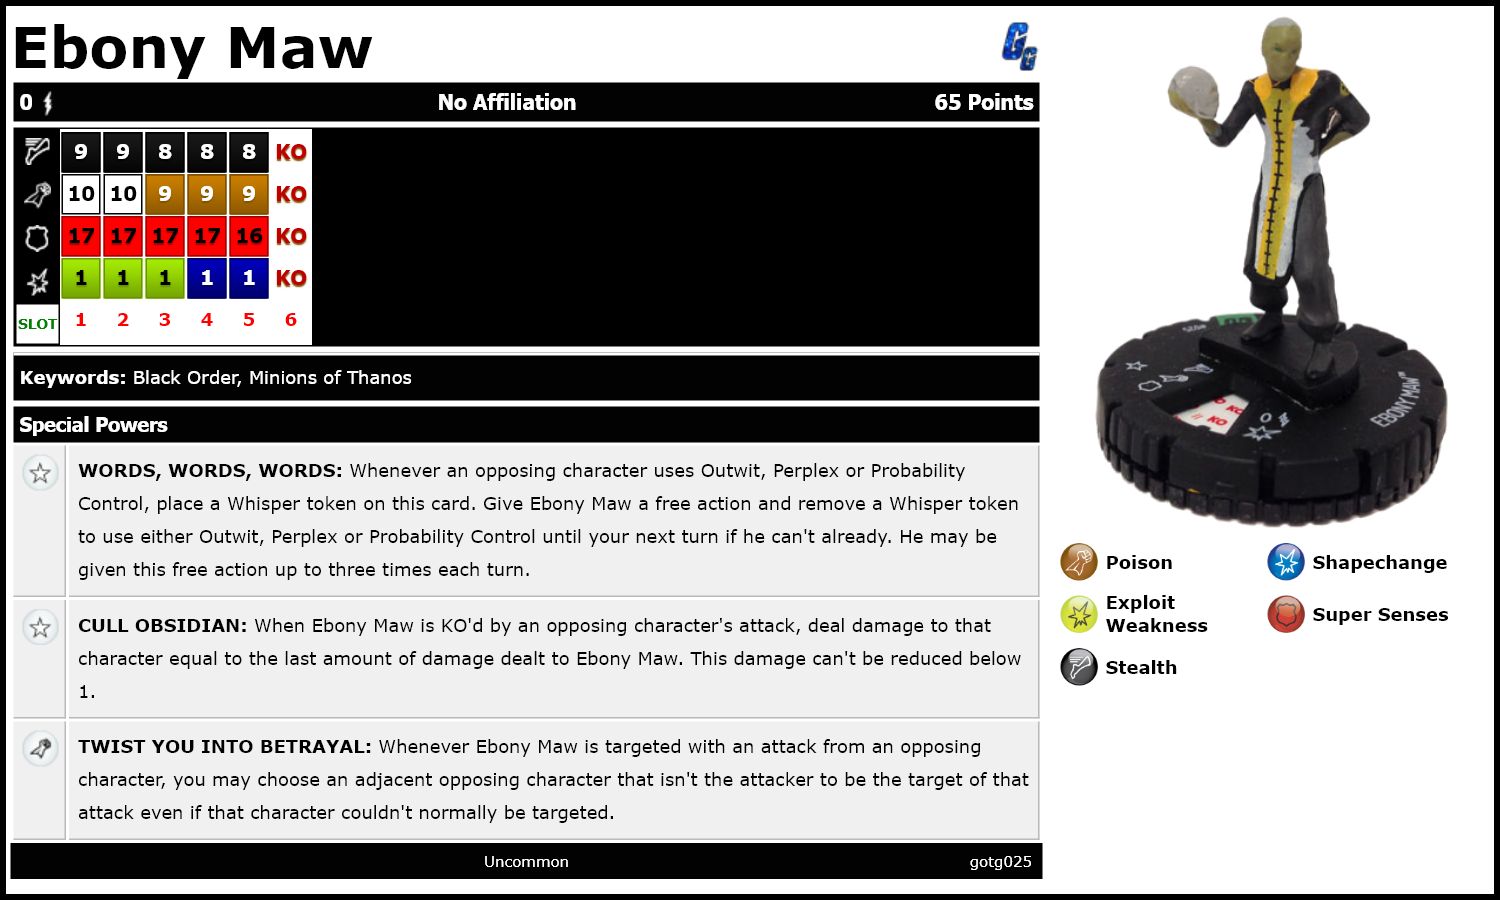 Ebony Maw
GG
0 No Affiliation 65 Points
9 9 8 8 8 KO
10 10 9 9 9 KO
17 17 17 17 16 KO
1 1 1 1 1 KO
SLOT 1 2 3 4 5 6
Keywords: Black Order, Minions of Thanos
Special Powers
WORDS, WORDS, WORDS: Whenever an opposing character uses Outwit, Perplex or Probability
Control, place a Whisper token on this card. Give Ebony Maw a free action and remove a Whisper token
to use either Outwit, Perplex or Probability Control until your next turn if he can't already. He may be
given this free action up to three times each turn.
CULL OBSIDIAN: When Ebony Maw is KO'd by an opposing character's attack, deal damage to that
character equal to the last amount of damage dealt to Ebony Maw. This damage can't be reduced below
1.
TWIST YOU INTO BETRAYAL: Whenever Ebony Maw is targeted with an attack from an opposing
character, you may choose an adjacent opposing character that isn't the attacker to be the target of that
attack even if that character couldn't normally be targeted.
Uncommon gotg025
EBONY MAW™
KO
KO
Poison
Shapechange
Exploit
Weakness
Super Senses
Stealth